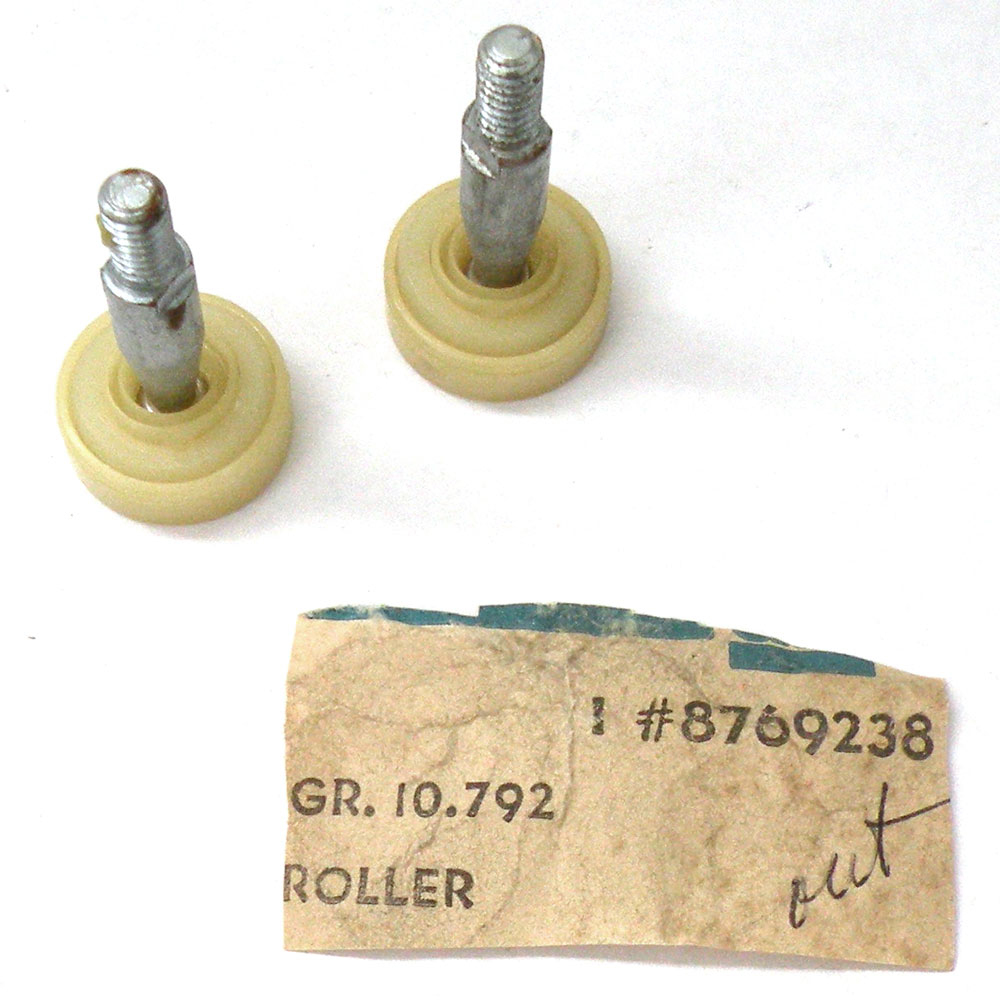 1 #8769238
GR. 10.792
ROLLER
out